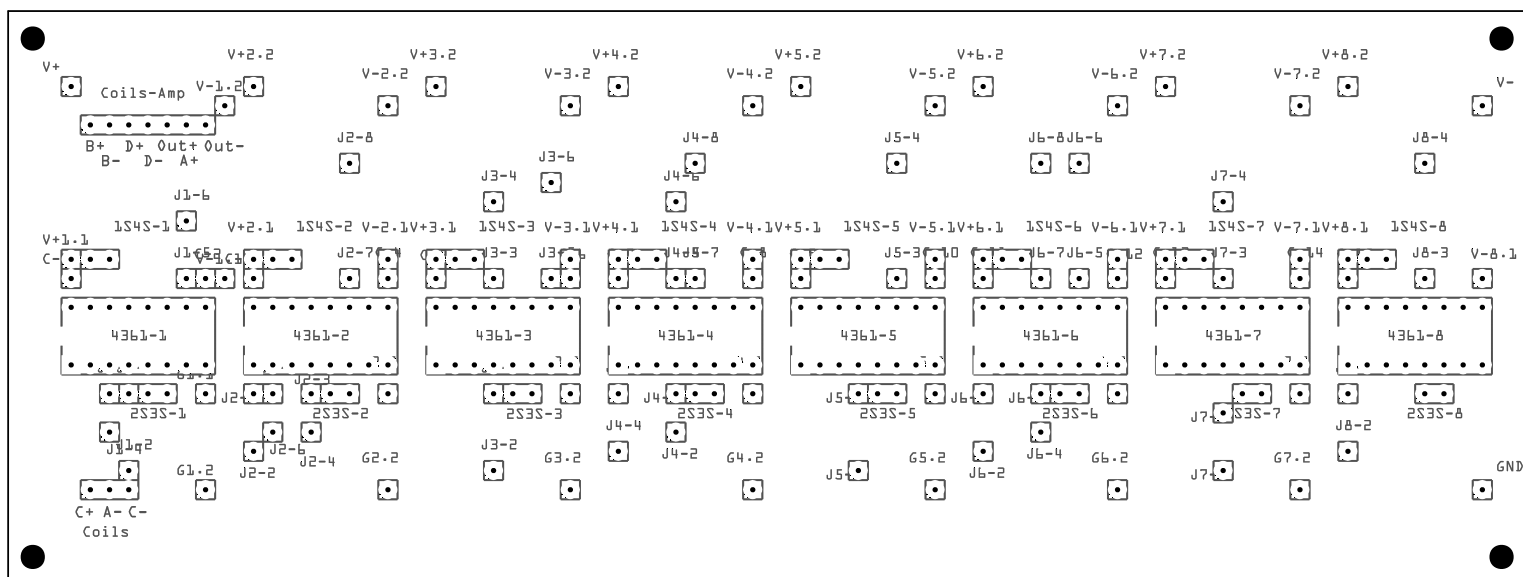 V+2.2 V+3.2 V+4.2 V+5.2 V+6.2 V+7.2 V+8.2
V+ V-2.2 V-3.2 V-4.2 V-5.2 V-6.2 V-7.2 V-
Coils-Amp V-1.2
J2-8 J4-8 J5-4 J6-8 J6-6 J8-4
B+ D+ Out+ Out-
B- D- A+
J3-6
J3-4 J4-6 J7-4
J1-6
1S4S-1 V+2.1 1S4S-2 V-2.1 V+3.1 1S4S-3 V-3.1 V+4.1 1S4S-4 V-4.1 V+5.1 1S4S-5 V-5.1 V+6.1 1S4S-6 V-6.1 V+7.1 1S4S-7 V-7.1 V+8.1 1S4S-8
V+1.1
J3-3 J6-7 J6-5 J7-3 J8-3 V-8.1
4361-1 4361-2 4361-3 4361-4 4361-5 4361-6 4361-7 4361-8
J2-3
2S3S-1 2S3S-2 2S3S-3 2S3S-4 2S3S-5 2S3S-6 2S3S-8
J4-4 J8-2
J2-6 J3-2 J4-2 J6-4
J2-4
G1.2 J2-2 G2.2 G3.2 G4.2 G5.2 J6-2 G6.2 G7.2 GND
C+ A- C-
Coils